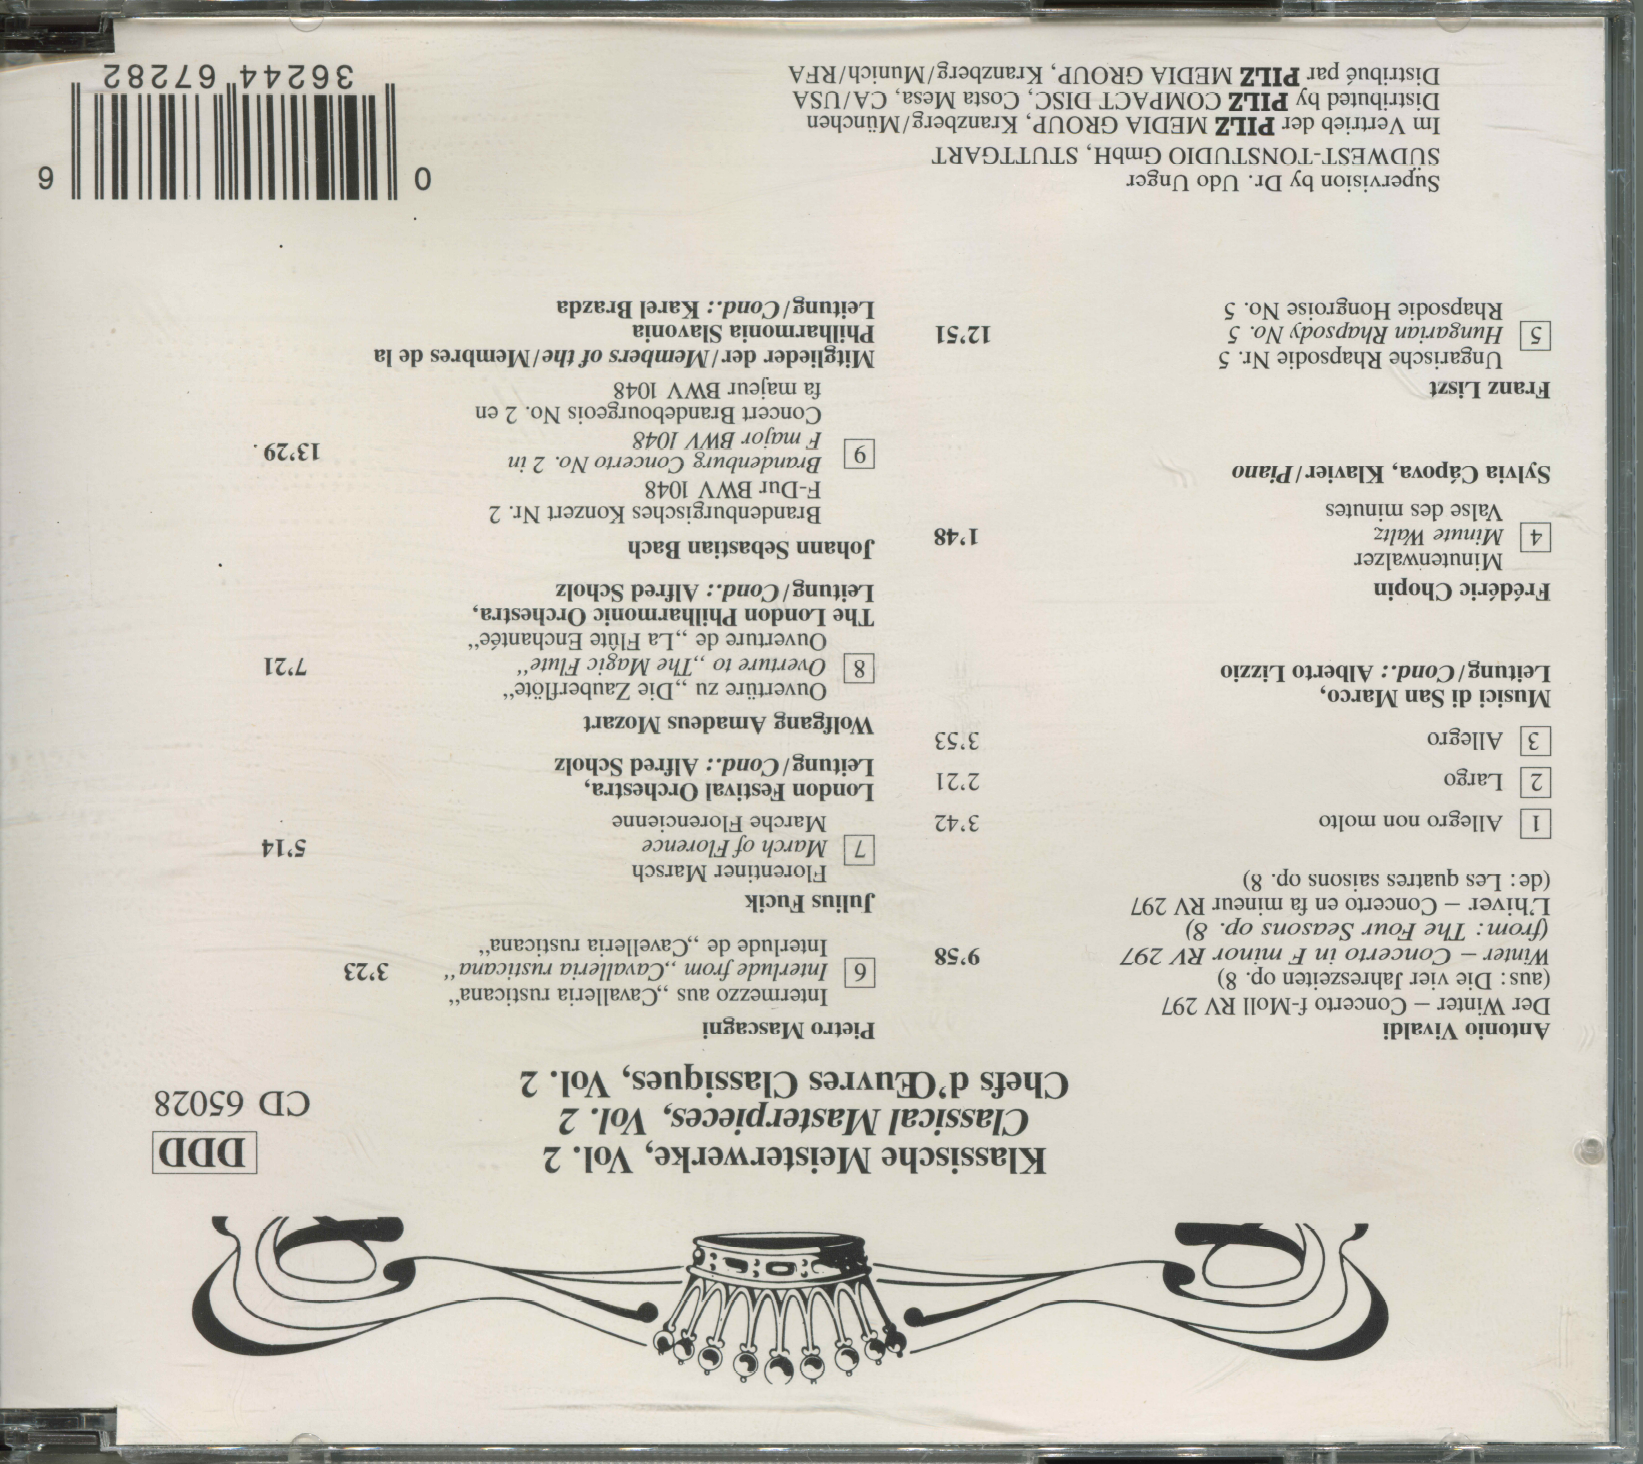 Klassische Meisterwerke, Vol. 2
Classical Masterpieces, Vol. 2
Chefs d'Œuvres Classiques, Vol. 2
DDD
CD 65028
Antonio Vivaldi
Der Winter – Concerto f-Moll RV 297
(aus: Die vier Jahreszeiten op. 8)
Winter – Concerto in F minor RV 297 9'58
(from: The Four Seasons op. 8)
L'hiver – Concerto en fa mineur RV 297
(de: Les quatres saisons op. 8)
1 Allegro non molto 3'42
2 Largo 2'21
3 Allegro 3'53
Musici di San Marco,
Leitung/Cond.: Alberto Lizzio
Frédéric Chopin
Minutenwalzer
4 Minute Waltz 1'48
Valse des minutes
Sylvia Cápova, Klavier/Piano
Franz Liszt
Ungarische Rhapsodie Nr. 5
5 Hungarian Rhapsody No. 5 12'51
Rhapsodie Hongroise No. 5
Pietro Mascagni
Intermezzo aus „Cavalleria rusticana“
6 Interlude from „Cavalleria rusticana“ 3'23
Interlude de „Cavelleria rusticana“
Julius Fucik
Florentiner Marsch
7 March of Florence 5'14
Marche Florencienne
London Festival Orchestra,
Leitung/Cond.: Alfred Scholz
Wolfgang Amadeus Mozart
Ouvertüre zu „Die Zauberflöte“
8 Overture to „The Magic Flute“ 7'21
Ouverture de „La Flûte Enchantée“
The London Philharmonic Orchestra,
Leitung/Cond.: Alfred Scholz
Johann Sebastian Bach
Brandenburgisches Konzert Nr. 2
F-Dur BWV 1048
9 Brandenburg Concerto No. 2 in 13'29
F major BWV 1048
Concert Brandebourgeois No. 2 en
fa majeur BWV 1048
Mitglieder der/Members of the/Membres de la
Philharmonia Slavonia
Leitung/Cond.: Karel Brazda
Supervision by Dr. Udo Unger
SÜDWEST-TONSTUDIO GmbH, STUTTGART
Im Vertrieb der PILZ MEDIA GROUP, Kranzberg/München
Distributed by PILZ COMPACT DISC, Costa Mesa, CA/USA
Distribué par PILZ MEDIA GROUP, Kranzberg/Munich/RFA
0 36244 67282 6